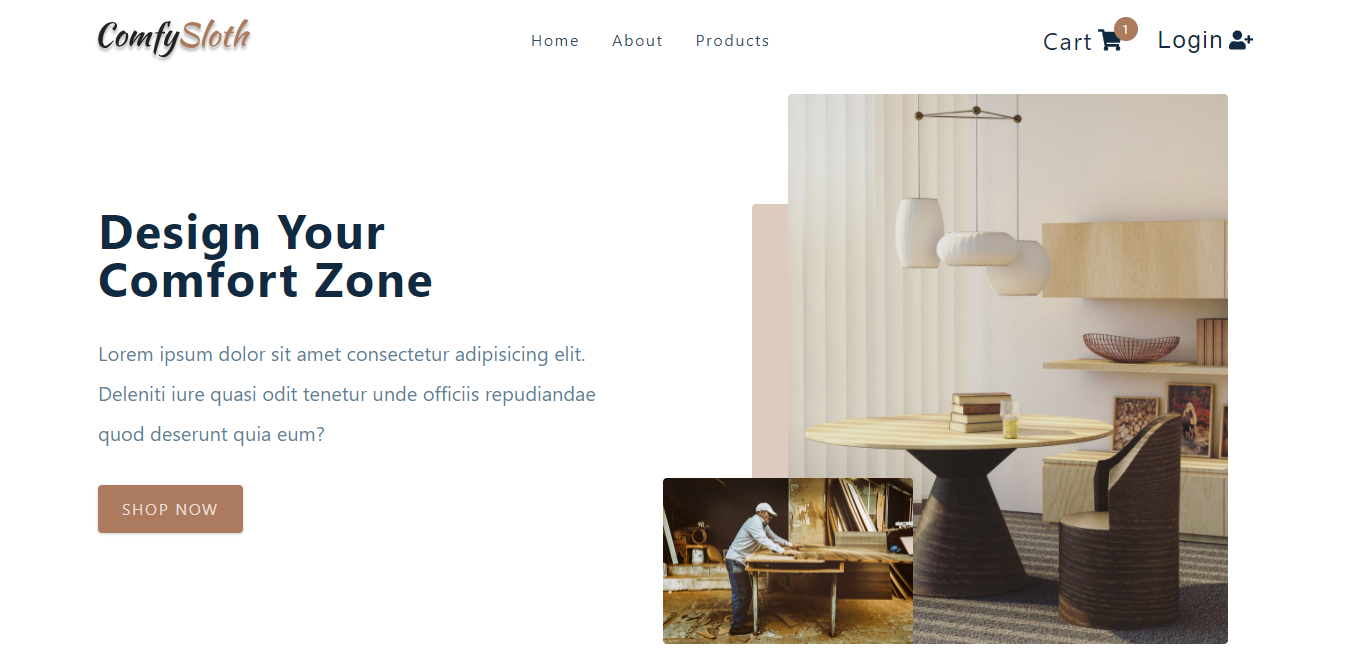 ComfySloth
Home
About
Products
Cart
1
Login
Design Your
Comfort Zone
Lorem ipsum dolor sit amet consectetur adipisicing elit.
Deleniti iure quasi odit tenetur unde officiis repudiandae
quod deserunt quia eum?
SHOP NOW